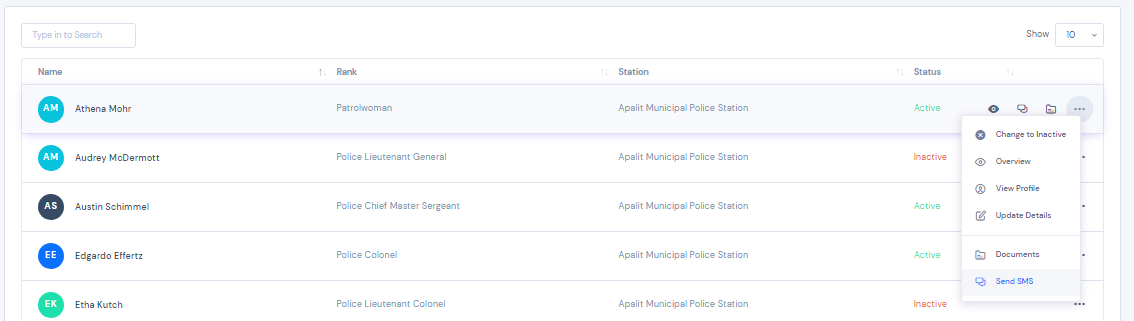 Type in to Search
Show 10
Name Rank Station Status
AM Athena Mohr Patrolwoman Apalit Municipal Police Station Active
Change to Inactive
AM Audrey McDermott Police Lieutenant General Apalit Municipal Police Station Inactive
Overview
View Profile
AS Austin Schimmel Police Chief Master Sergeant Apalit Municipal Police Station Active
Update Details
EE Edgardo Effertz Police Colonel Apalit Municipal Police Station Active
Documents
Send SMS
EK Etha Kutch Police Lieutenant Colonel Apalit Municipal Police Station Inactive